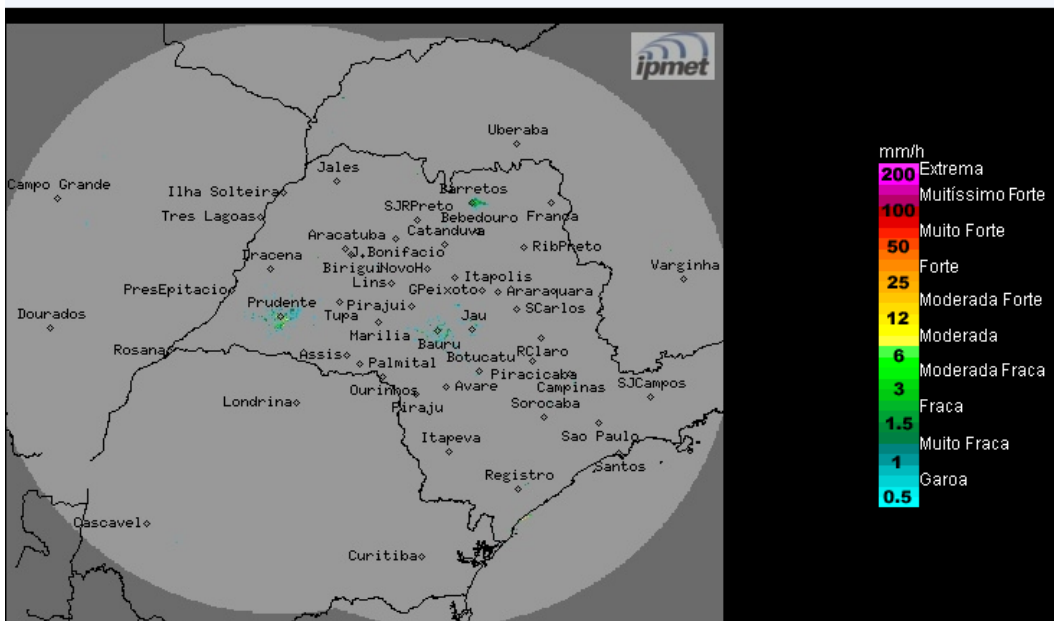 ipmet
Uberaba
Jales
Campo Grande
Ilha Solteira
Barretos
SJRPreto
Tres Lagoas
Bebedouro Franca
Catanduva
Aracatuba
RibPreto
J.Bonifacio
Dracena
Birigui NovoH
Itapolis
Varginha
Lins
PresEpitacio
GPeixoto
Araraquara
Prudente
Pirajui
SCarlos
Dourados
Tupa
Jau
Marilia
Bauru
Rosana
Assis
Palmital
Botucatu
RClaro
Piracicaba
SJCampos
Ourinhos
Avare
Campinas
Londrina
Piraju
Sorocaba
Itapeva
Sao Paulo
Santos
Registro
Cascavel
Curitiba
mm/h
200 Extrema
Muitíssimo Forte
100
Muito Forte
50
Forte
25
Moderada Forte
12
Moderada
6
Moderada Fraca
3
Fraca
1.5
Muito Fraca
1
Garoa
0.5